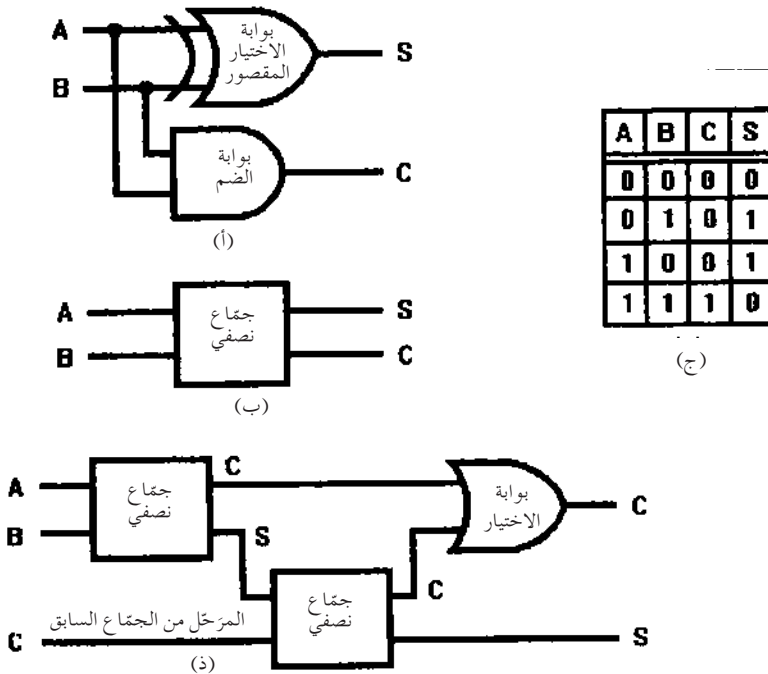 A
بوابة
الاختيار
المقصور
S
B
بوابة
الضم
C
(أ)
A B C S
0 0 0 0
0 1 0 1
1 0 0 1
1 1 1 0
(ج)
A
جمّاع
نصفي
S
B
C
(ب)
A
جمّاع
نصفي
C
بوابة
الاختيار
C
B
S
جمّاع
نصفي
C
المرَحّل من الجمّاع السابق
C
S
(ذ)